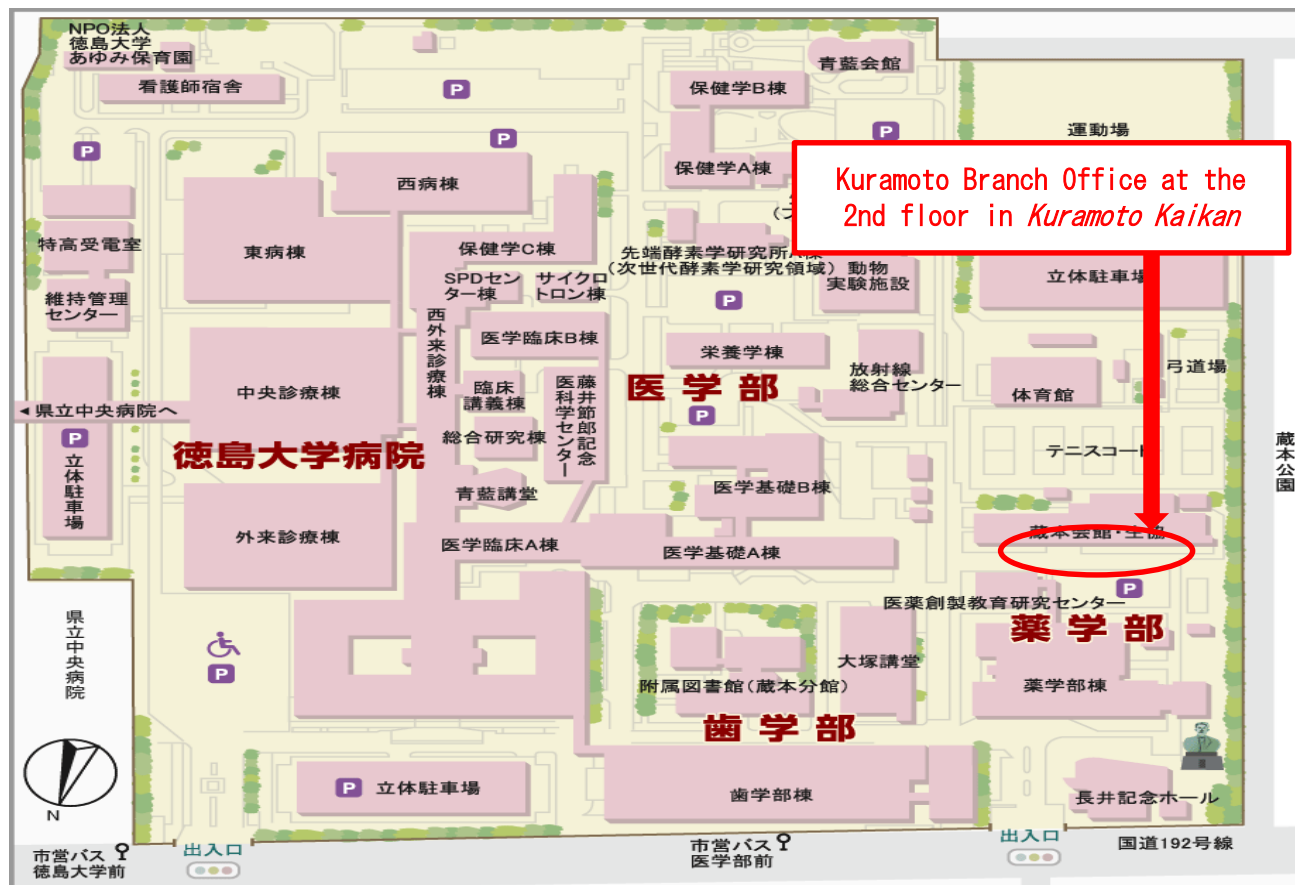 NPO法人
徳島大学
あゆみ保育園
看護師宿舎
P
P
P
青藍会館
保健学B棟
P
運動場
保健学A棟
Kuramoto Branch Office at the
2nd floor in Kuramoto Kaikan
西病棟
特高受電室
東病棟
保健学C棟
先端酵素学研究所A棟
(次世代酵素学研究領域)
動物
実験施設
立体駐車場
維持管理
センター
SPDセン
ター棟
サイクロ
トロン棟
P
西外来診療棟
医学臨床B棟
栄養学棟
放射線
総合センター
弓道場
体育館
中央診療棟
臨床
講義棟
藤井節郎記念
医科学センター
医学部
P
◂県立中央病院へ
P
立体駐車場
徳島大学病院
総合研究棟
テニスコート
蔵本公園
青藍講堂
医学基礎B棟
外来診療棟
医学臨床A棟
医学基礎A棟
蔵本会館・生協
P
医薬創製教育研究センター
薬学部
県立中央病院
P
大塚講堂
附属図書館(蔵本分館)
薬学部棟
歯学部
N
P
立体駐車場
歯学部棟
長井記念ホール
市営バス
徳島大学前
出入口
市営バス
医学部前
出入口
国道192号線